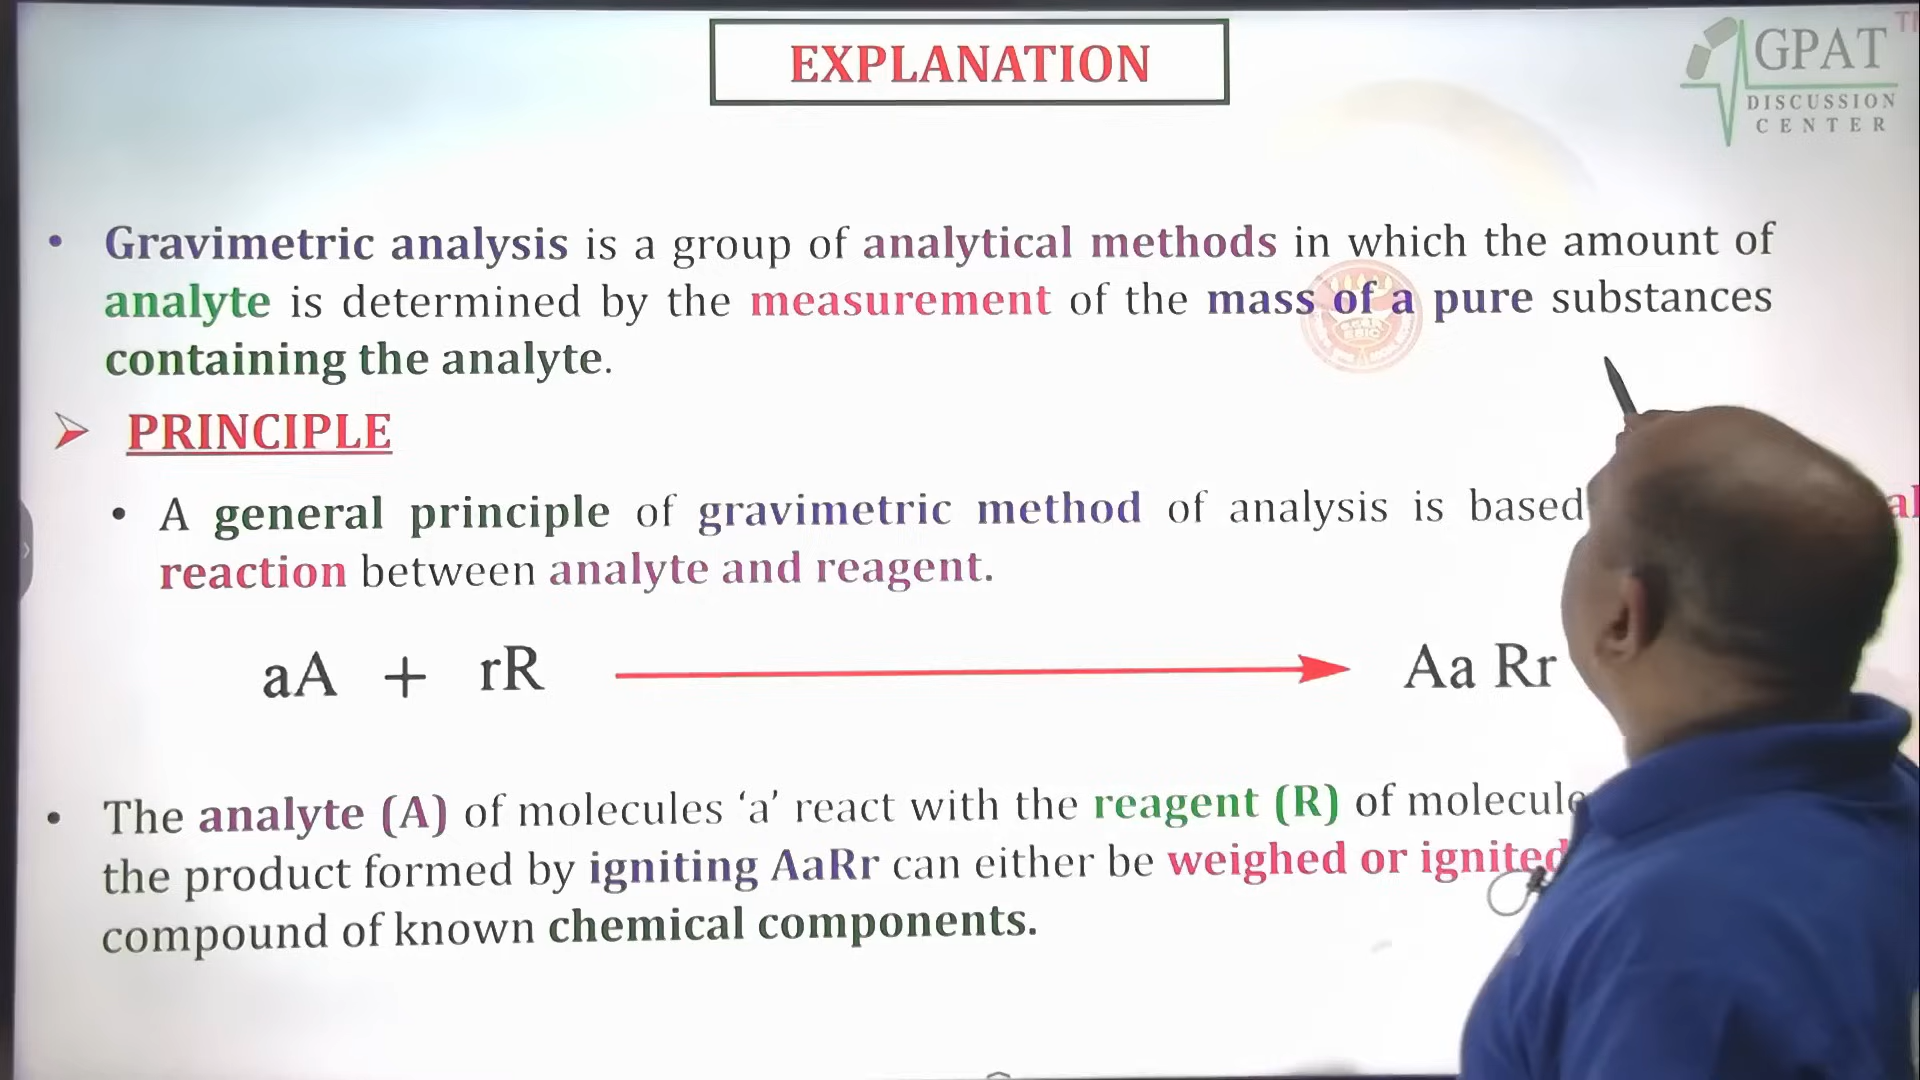 EXPLANATION
GPAT
DISCUSSION
CENTER
• Gravimetric analysis is a group of analytical methods in which the amount of
analyte is determined by the measurement of the mass of a pure substances
containing the analyte.
➢ PRINCIPLE
• A general principle of gravimetric method of analysis is based
reaction between analyte and reagent.
aA + rR → Aa Rr
• The analyte (A) of molecules ‘a’ react with the reagent (R) of
the product formed by igniting AaRr can either be weighed or ignited
compound of known chemical components.